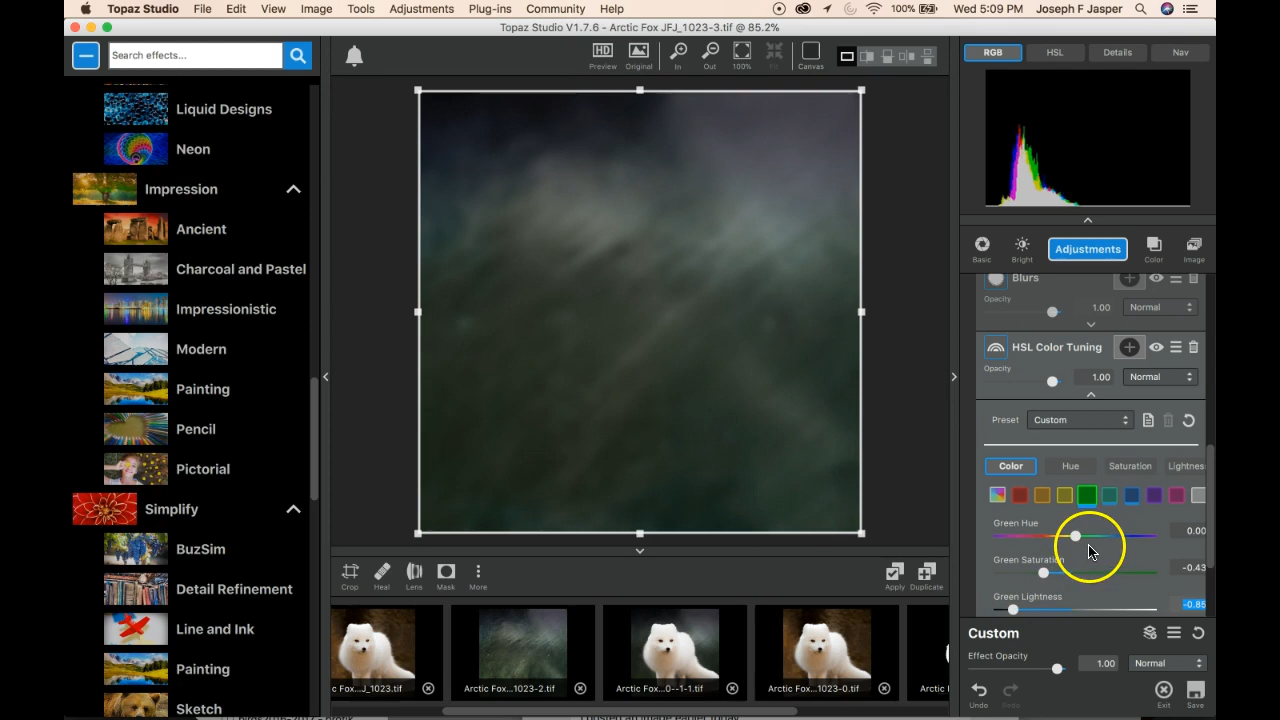 Topaz Studio File Edit View Image Tools Adjustments Plug-ins Community Help 100% Wed 5:09 PM Joseph F Jasper
Topaz Studio V1.7.6 - Arctic Fox JFJ_1023-3.tif @ 85.2%
Search effects...
Preview Original In Out 100% Fit Canvas
RGB HSL Details Nav
Liquid Designs
Neon
Impression
Ancient
Charcoal and Pastel
Impressionistic
Modern
Painting
Pencil
Pictorial
Simplify
BuzSim
Detail Refinement
Line and Ink
Painting
Sketch
Basic Bright Adjustments Color Image
Blurs
Opacity 1.00 Normal
HSL Color Tuning
Opacity 1.00 Normal
Preset Custom
Color Hue Saturation Lightnes
Green Hue 0.00
Green Saturation -0.43
Green Lightness -0.85
Crop Heal Lens Mask More Apply Duplicate
c Fox...J_1023.tif Arctic Fox...1023-2.tif Arctic Fox...0--1-1.tif Arctic Fox...1023-0.tif Arctic
Custom
Effect Opacity 1.00 Normal
Undo Redo Exit Save